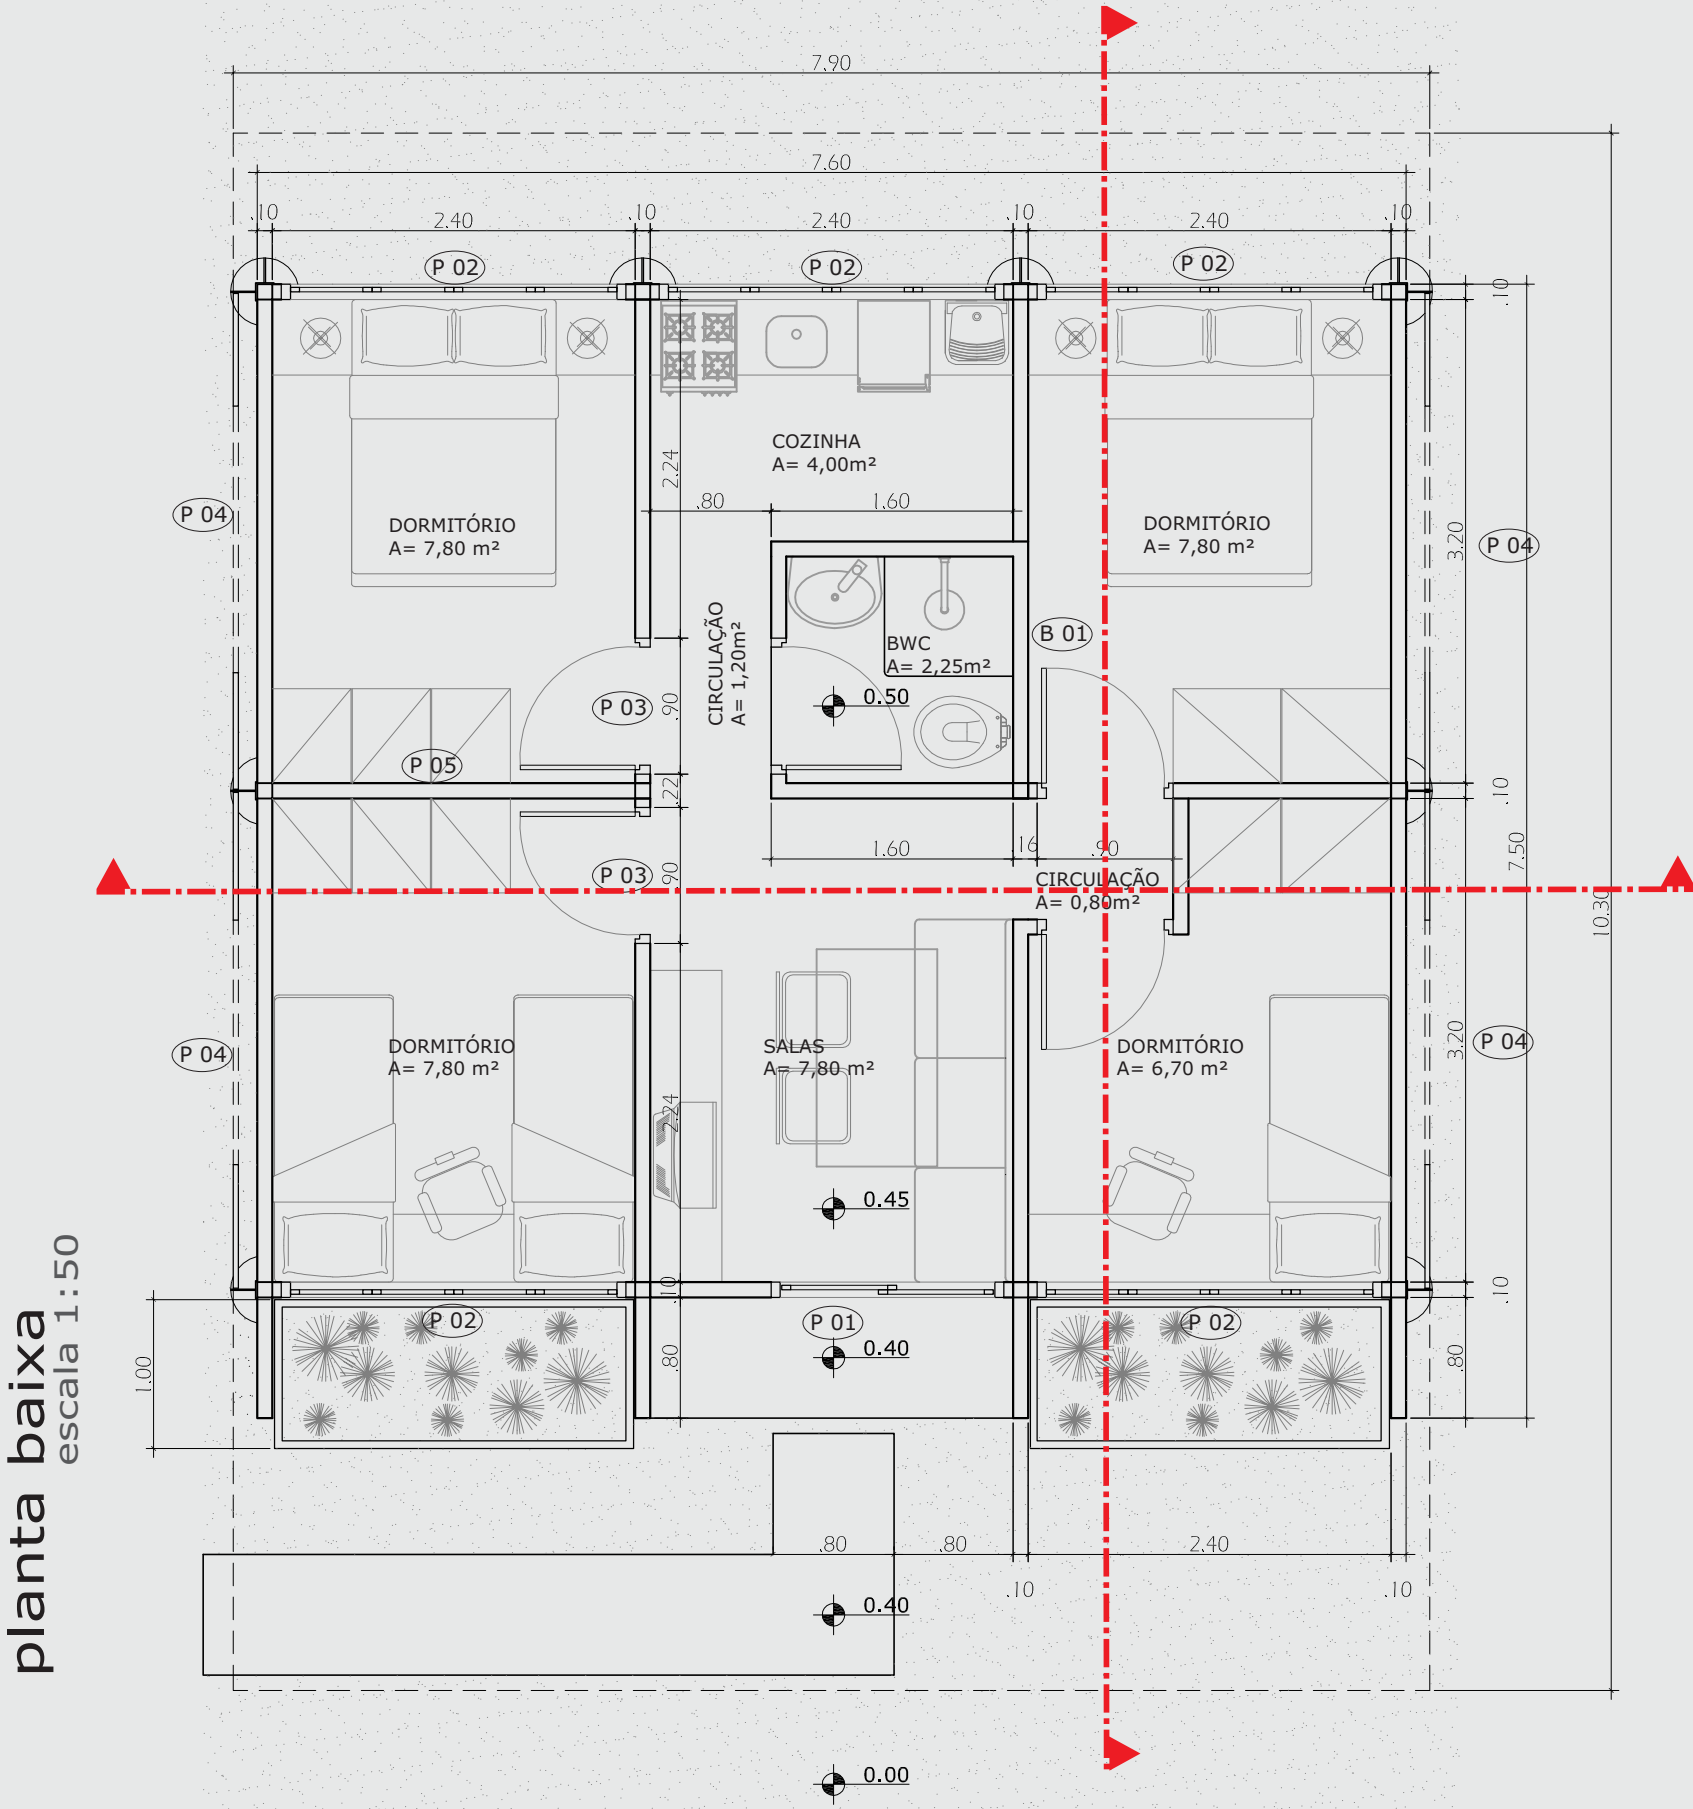 7.90
7.60
.10
2.40
.10
2.40
.10
2.40
.10
P 02
P 02
P 02
.10
COZINHA
A= 4,00m²
2.24
.80
1.60
P 04
DORMITÓRIO
A= 7,80 m²
DORMITÓRIO
A= 7,80 m²
3.20
P 04
CIRCULAÇÃO
A= 1,20m²
BWC
A= 2,25m²
B 01
0.50
P 03
.90
P 05
.22
.10
1.60
.16
.90
7.50
P 03
.90
CIRCULAÇÃO
A= 0,80m²
10.30
P 04
DORMITÓRIO
A= 7,80 m²
SALAS
A= 7,80 m²
DORMITÓRIO
A= 6,70 m²
3.20
P 04
2.24
0.45
.10
.10
P 02
P 01
P 02
1.00
.80
0.40
.80
planta baixa
escala 1:50
.80
.80
2.40
.10
.10
0.40
0.00